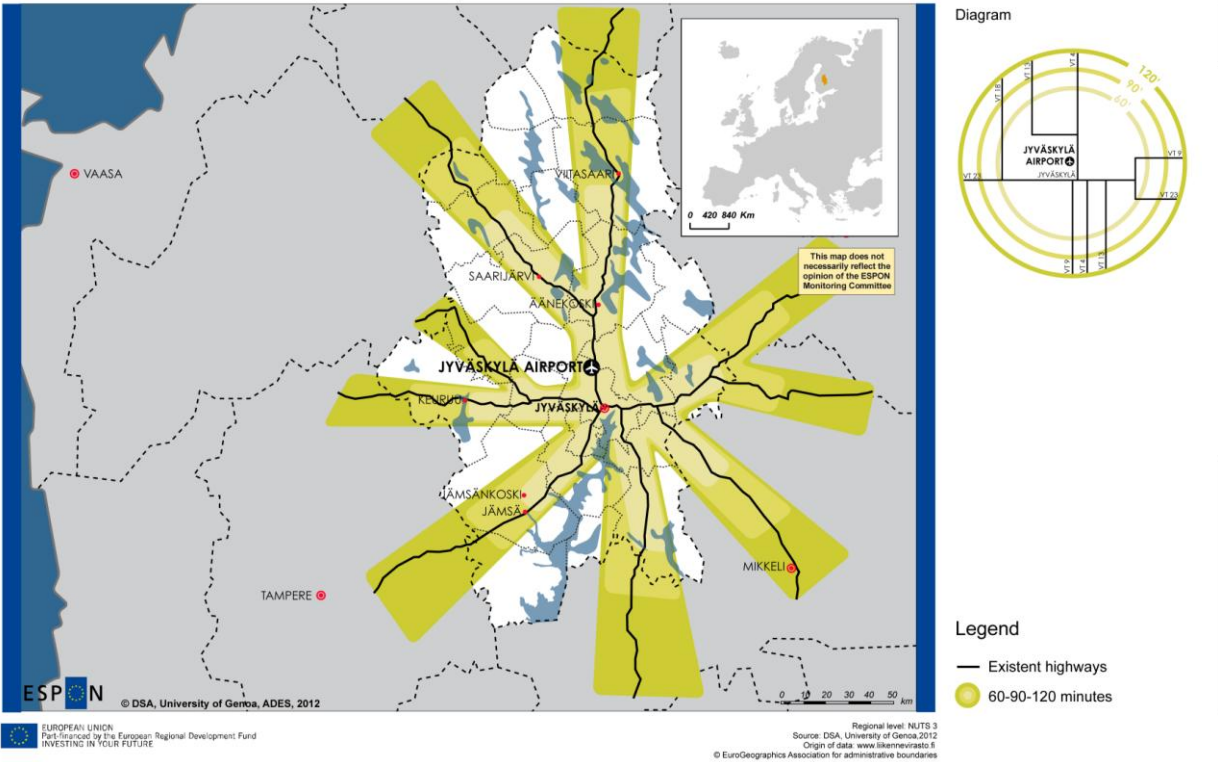 Diagram
120'
90'
60'
VT 4
VT 13
VT 18
JYVÄSKYLÄ
AIRPORT
JYVÄSKYLÄ
VT 9
VT 23
VT 23
VT 9
VT 4
VT 13
0 420 840 Km
This map does not
necessarily reflect the
opinion of the ESPON
Monitoring Committee
VAASA
VIITASAARI
SAARIJÄRVI
ÄÄNEKOSKI
JYVÄSKYLÄ AIRPORT
KEURUU
JYVÄSKYLÄ
JÄMSÄNKOSKI
JÄMSÄ
MIKKELI
TAMPERE
Legend
Existent highways
60-90-120 minutes
ESPON
© DSA, University of Genoa, ADES, 2012
0 10 20 30 40 50 km
EUROPEAN UNION
Part-financed by the European Regional Development Fund
INVESTING IN YOUR FUTURE
Regional level: NUTS 3
Source: DSA, University of Genoa,2012
Origin of data: www.liikennevirasto.fi
© EuroGeographics Association for administrative boundaries